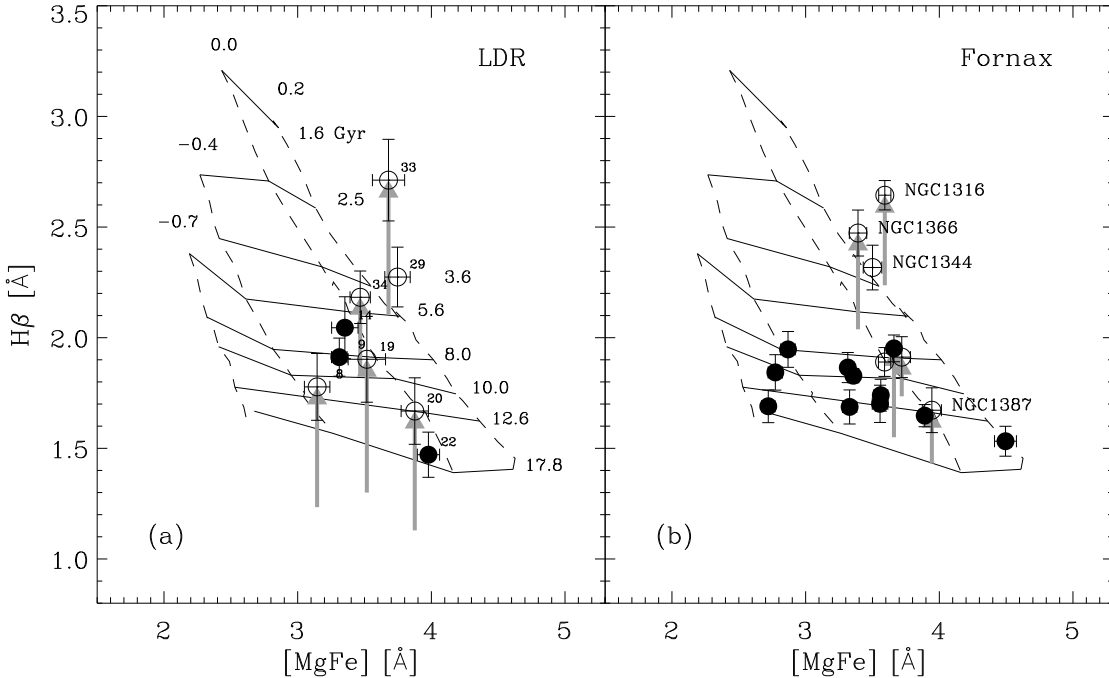 3.5
3.0
2.5
2.0
1.5
1.0
Hβ [Å]
LDR
0.0
0.2
1.6 Gyr
−0.4
33
2.5
−0.7
29
3.6
34
5.6
14
9
19
8.0
8
10.0
20
12.6
22
17.8
(a)
2
3
4
5
[MgFe] [Å]
Fornax
NGC1316
NGC1366
NGC1344
NGC1387
(b)
2
3
4
5
[MgFe] [Å]